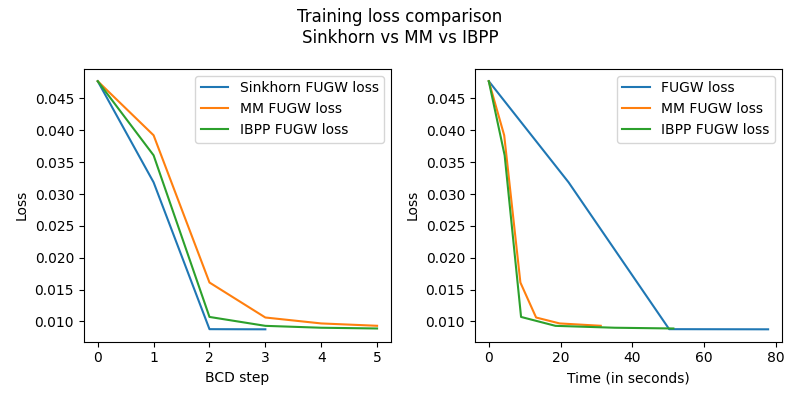 Training loss comparison
Sinkhorn vs MM vs IBPP
Sinkhorn FUGW loss
MM FUGW loss
IBPP FUGW loss
0.045
0.040
0.035
0.030
0.025
0.020
0.015
0.010
Loss
0 1 2 3 4 5
BCD step
FUGW loss
MM FUGW loss
IBPP FUGW loss
0.045
0.040
0.035
0.030
0.025
0.020
0.015
0.010
Loss
0 20 40 60 80
Time (in seconds)